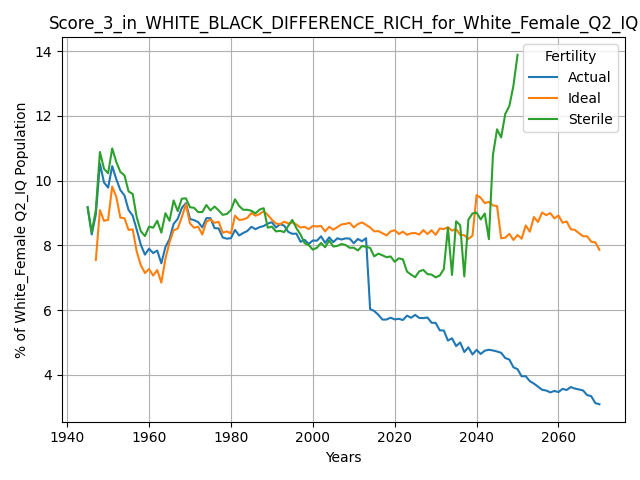 Score_3_in_WHITE_BLACK_DIFFERENCE_RICH_for_White_Female_Q2_IQ
Fertility
Actual
Ideal
Sterile
% of White_Female Q2_IQ Population
14
12
10
8
6
4
1940
1960
1980
2000
2020
2040
2060
Years